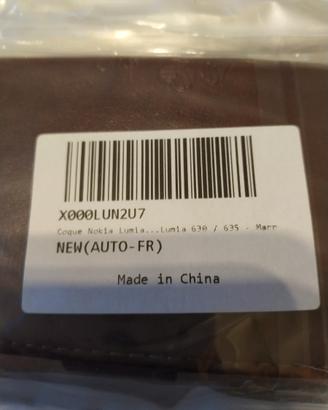 X000LUN2U7
Coque Nokia Lumia...Lumia 630 / 635 - Marr
NEW(AUTO-FR)
Made in China